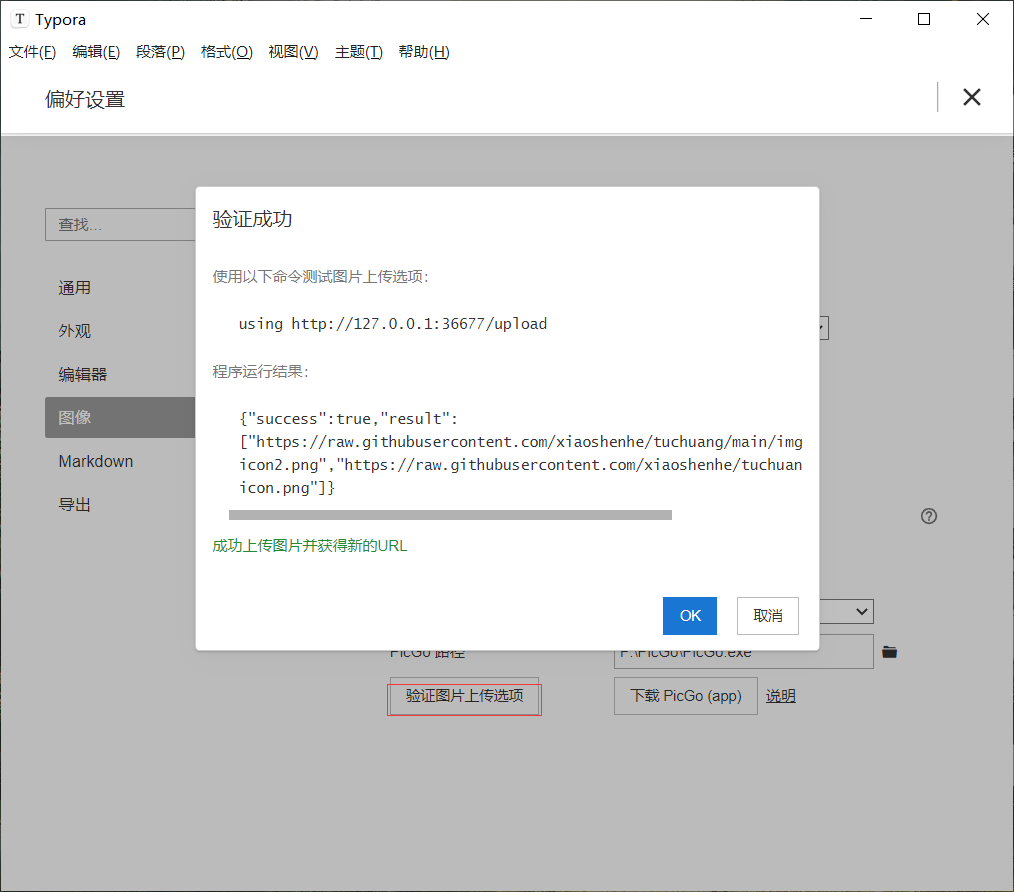 Typora
文件(F) 编辑(E) 段落(P) 格式(O) 视图(V) 主题(T) 帮助(H)
偏好设置
查找...
通用
外观
编辑器
图像
Markdown
导出
验证成功
使用以下命令测试图片上传选项：
using http://127.0.0.1:36677/upload
程序运行结果：
{"success":true,"result":
["https://raw.githubusercontent.com/xiaoshenhe/tuchuang/main/img
icon2.png","https://raw.githubusercontent.com/xiaoshenhe/tuchuan
icon.png"]}
成功上传图片并获得新的URL
OK 取消
PicGo 路径 F:\PicGo\PicGo.exe
验证图片上传选项 下载 PicGo (app) 说明